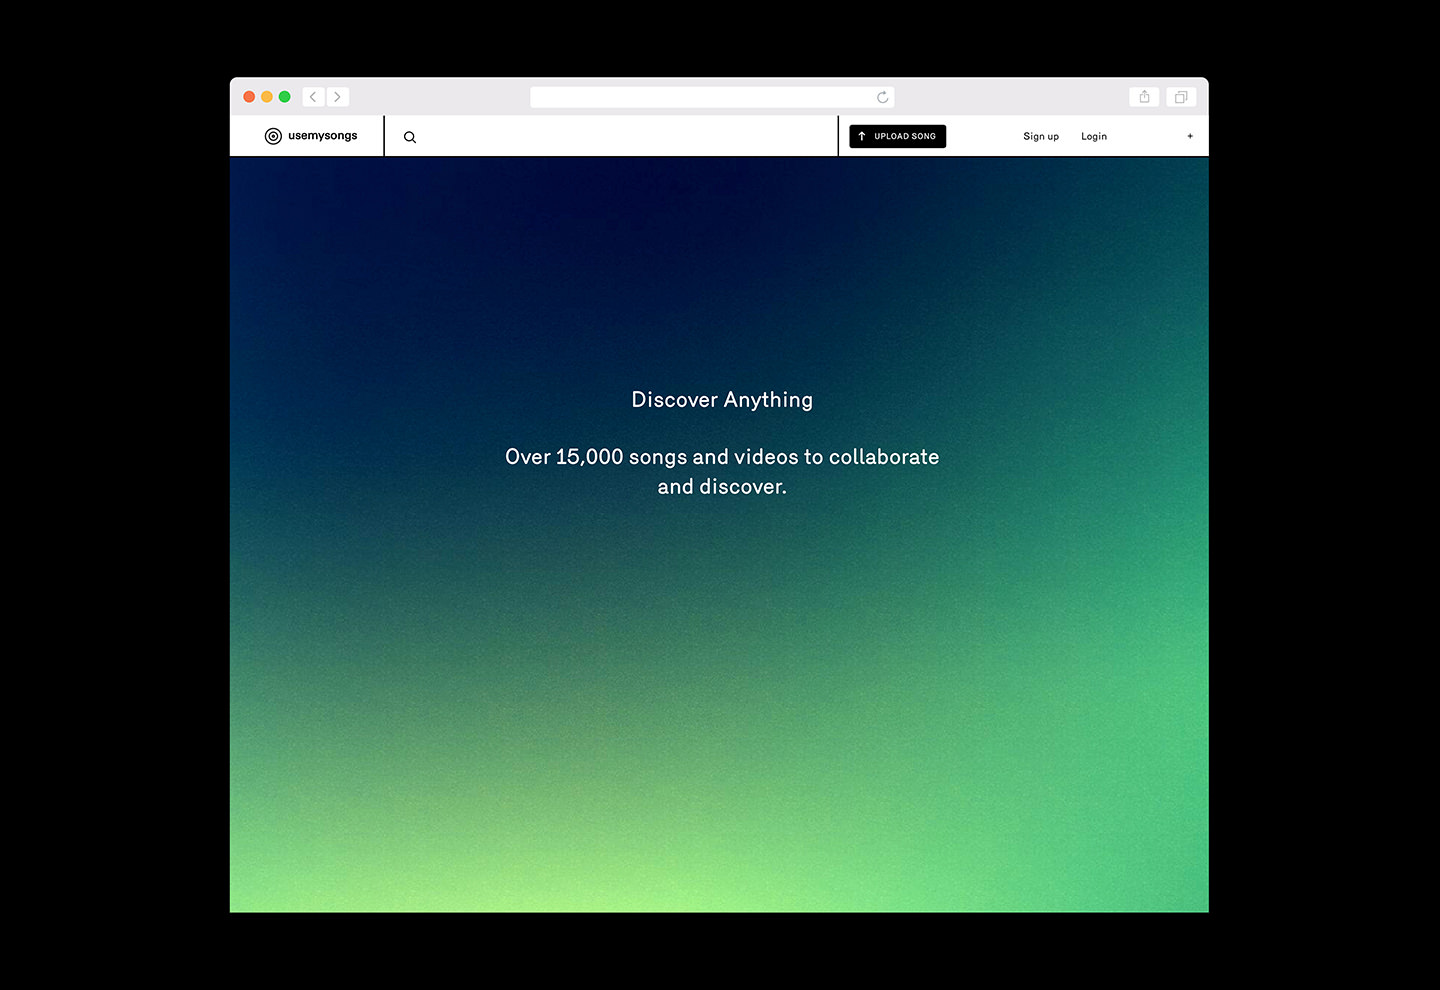 usemysongs
UPLOAD SONG
Sign up
Login
+
Discover Anything
Over 15,000 songs and videos to collaborate
and discover.